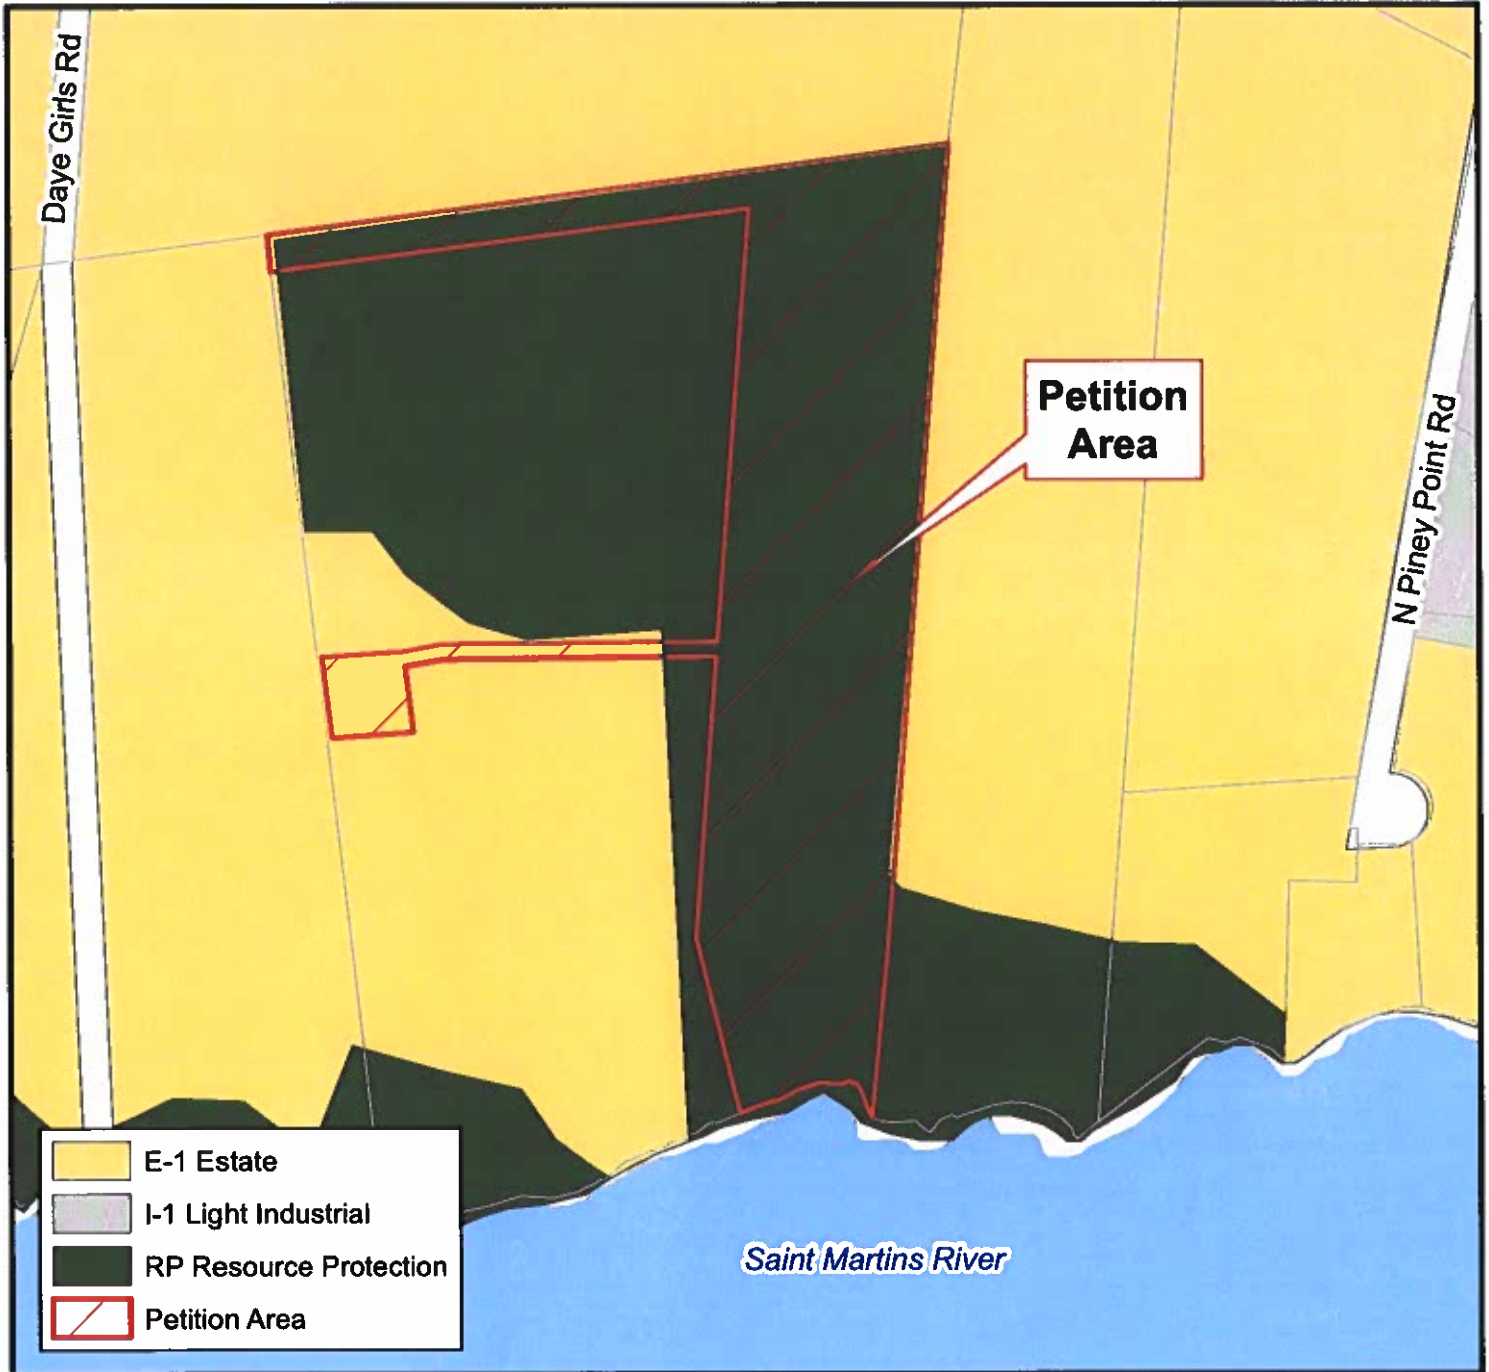 Daye Girls Rd
Petition
Area
N Piney Point Rd
E-1 Estate
I-1 Light Industrial
RP Resource Protection
Petition Area
Saint Martins River